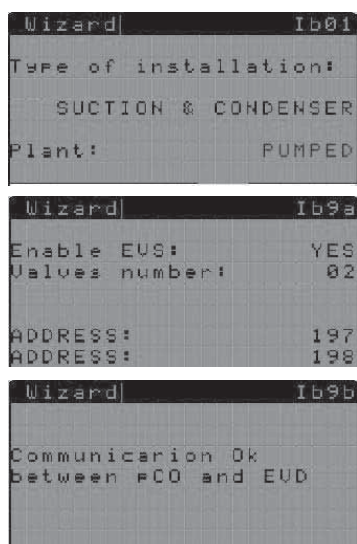 Wizard Ib01
Type of installation:
SUCTION & CONDENSER
Plant: PUMPED
Wizard Ib9a
Enable EVS: YES
Valves number: 02
ADDRESS: 197
ADDRESS: 198
Wizard Ib9b
Communicarion Ok
between pCO and EVD